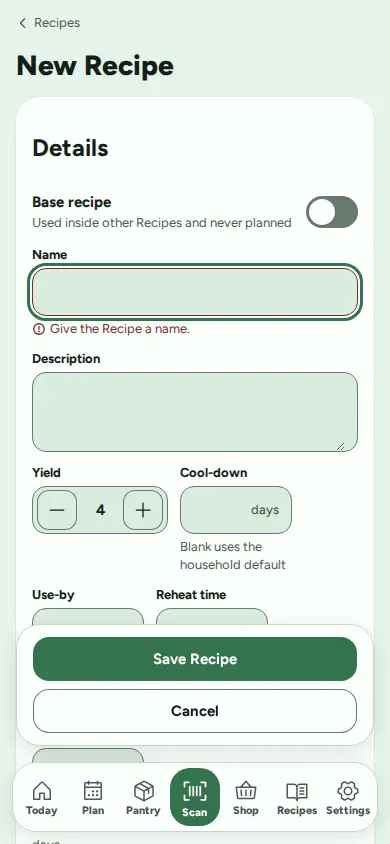 Recipes
New Recipe
Details
Base recipe
Used inside other Recipes and never planned
Name
Give the Recipe a name.
Description
Yield
Cool-down
4
days
Blank uses the
household default
Use-by
Reheat time
Save Recipe
Cancel
Today
Plan
Pantry
Scan
Shop
Recipes
Settings